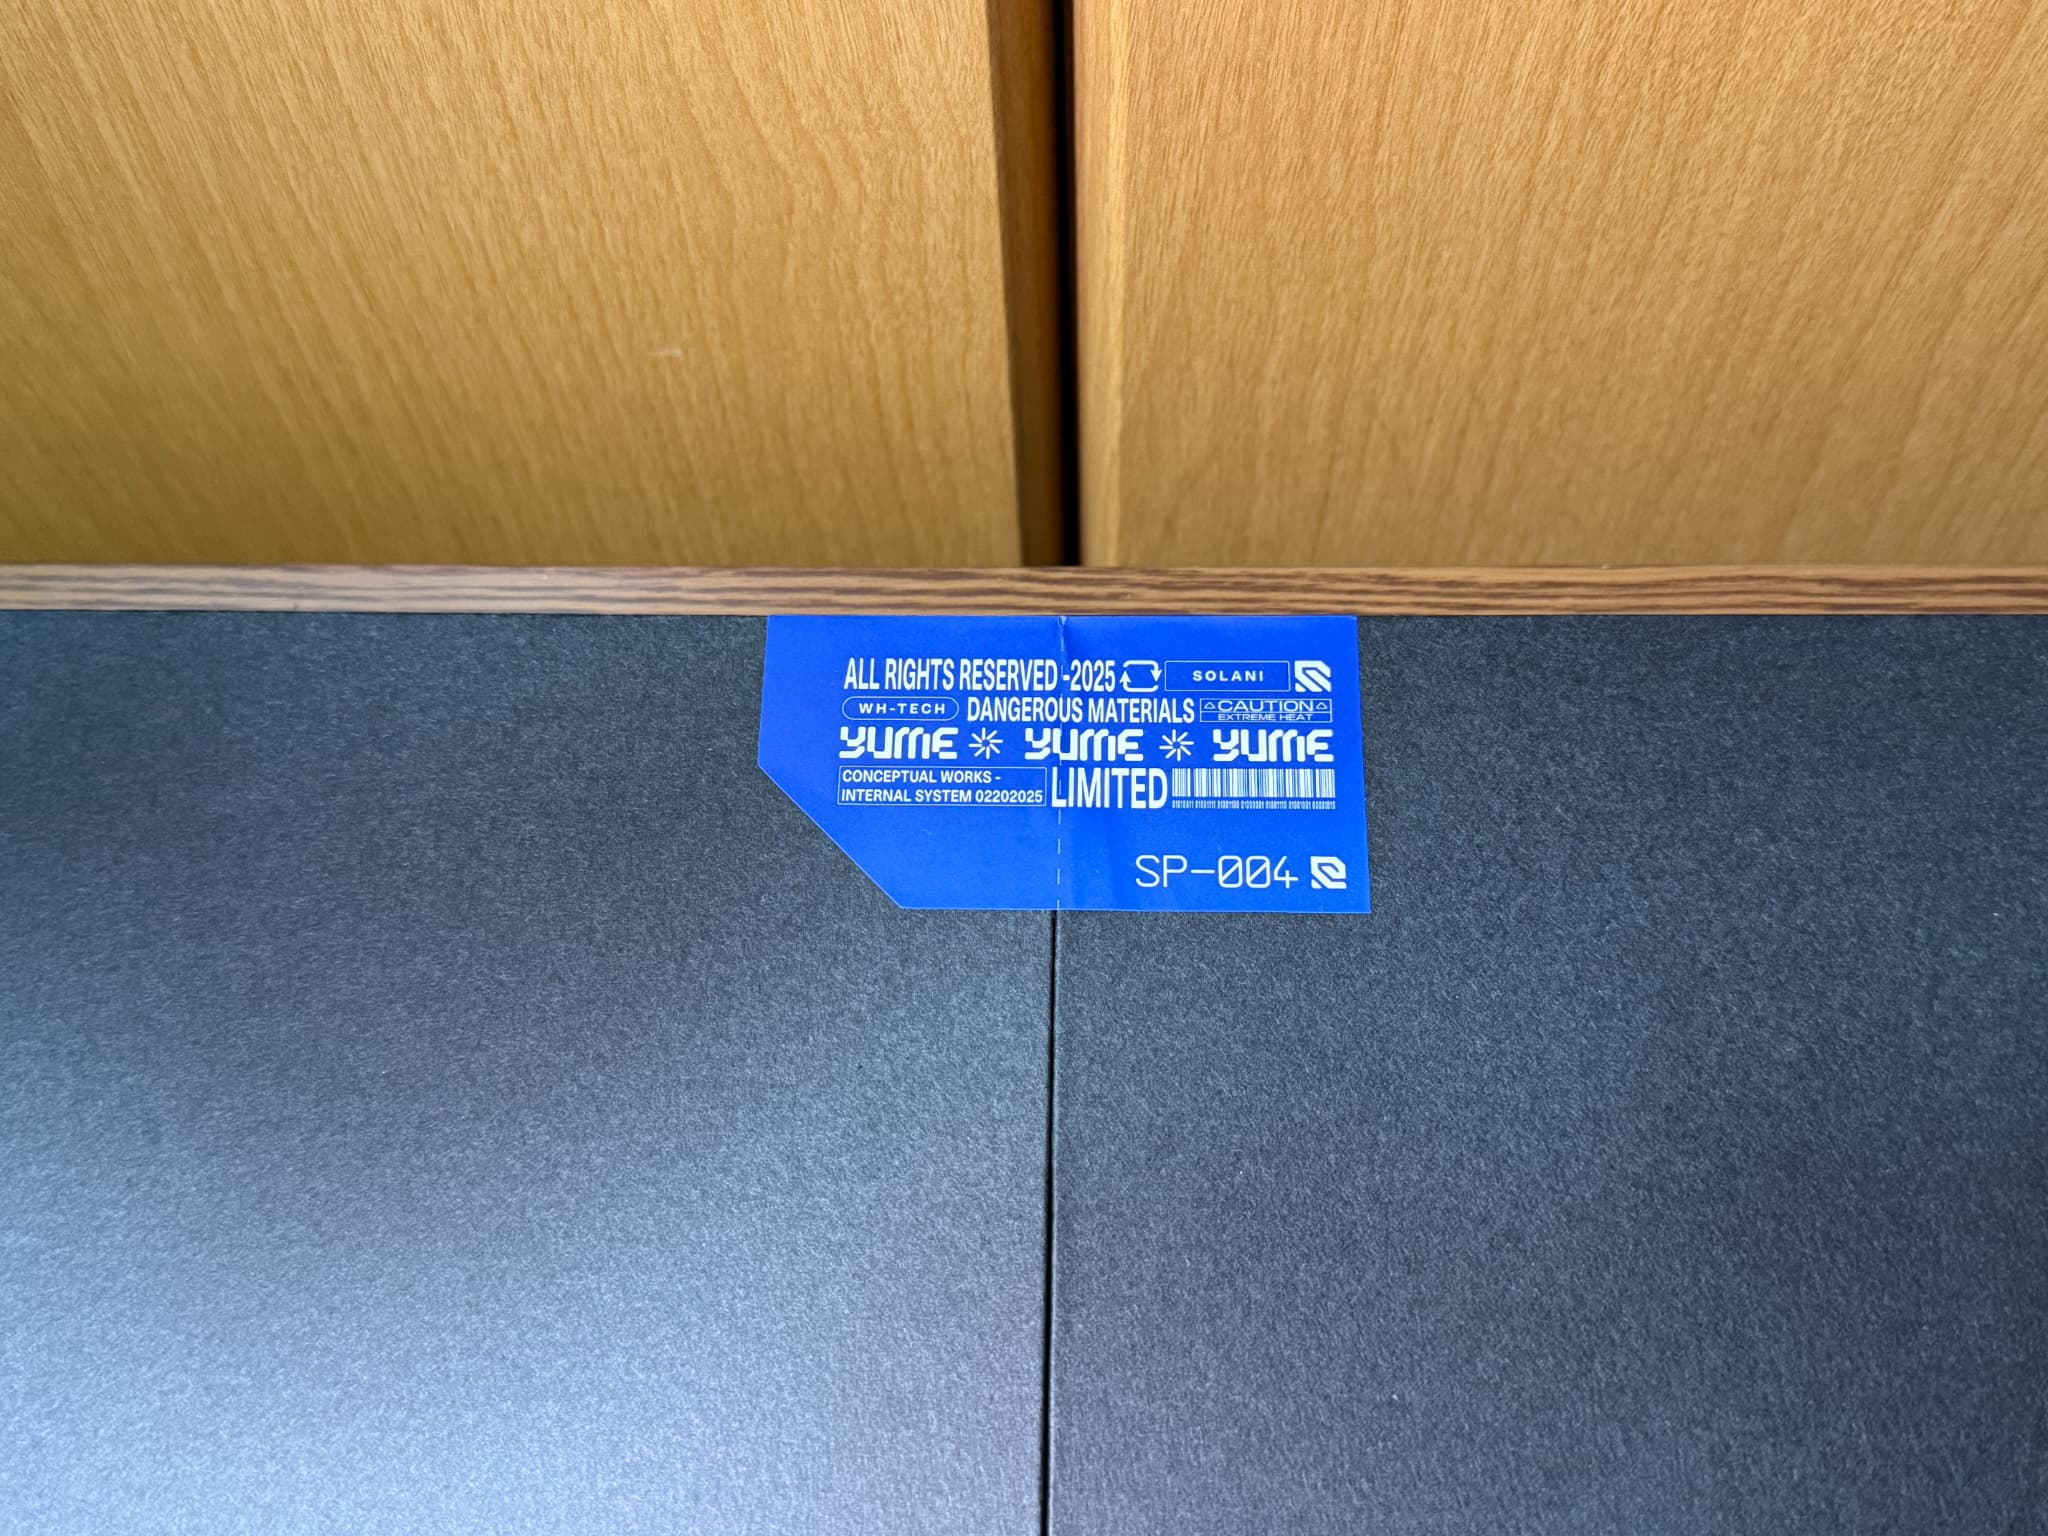 ALL RIGHTS RESERVED -2025 SOLANI
WH-TECH DANGEROUS MATERIALS CAUTION
EXTREME HEAT
YUME YUME YUME
CONCEPTUAL WORKS -
INTERNAL SYSTEM 02202025 LIMITED
SP-004